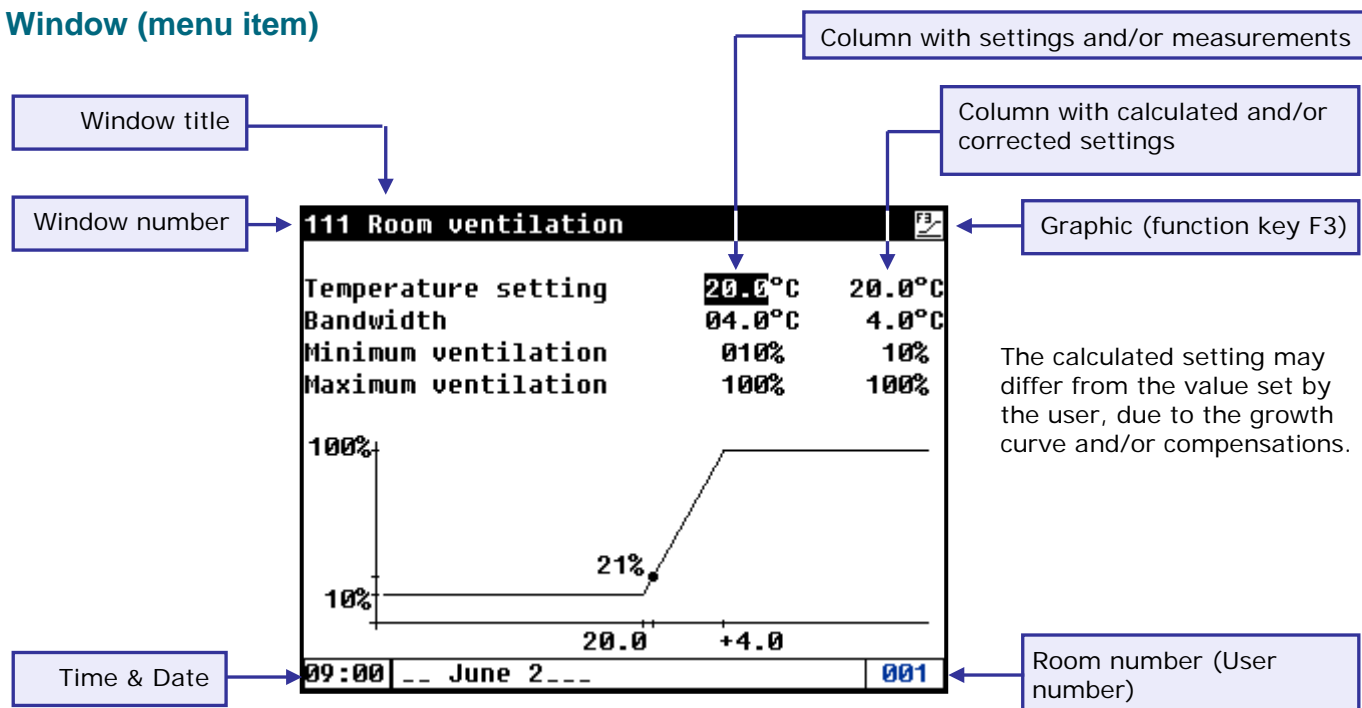 Window (menu item)
Column with settings and/or measurements
Window title
Column with calculated and/or
corrected settings
Window number
111 Room ventilation
F3
Graphic (function key F3)
Temperature setting 20.0°C 20.0°C
Bandwidth 04.0°C 4.0°C
Minimum ventilation 010% 10%
Maximum ventilation 100% 100%
The calculated setting may
differ from the value set by
the user, due to the growth
curve and/or compensations.
100%
21%
10%
20.0 +4.0
Time & Date
09:00 __ June 2___ 001
Room number (User
number)